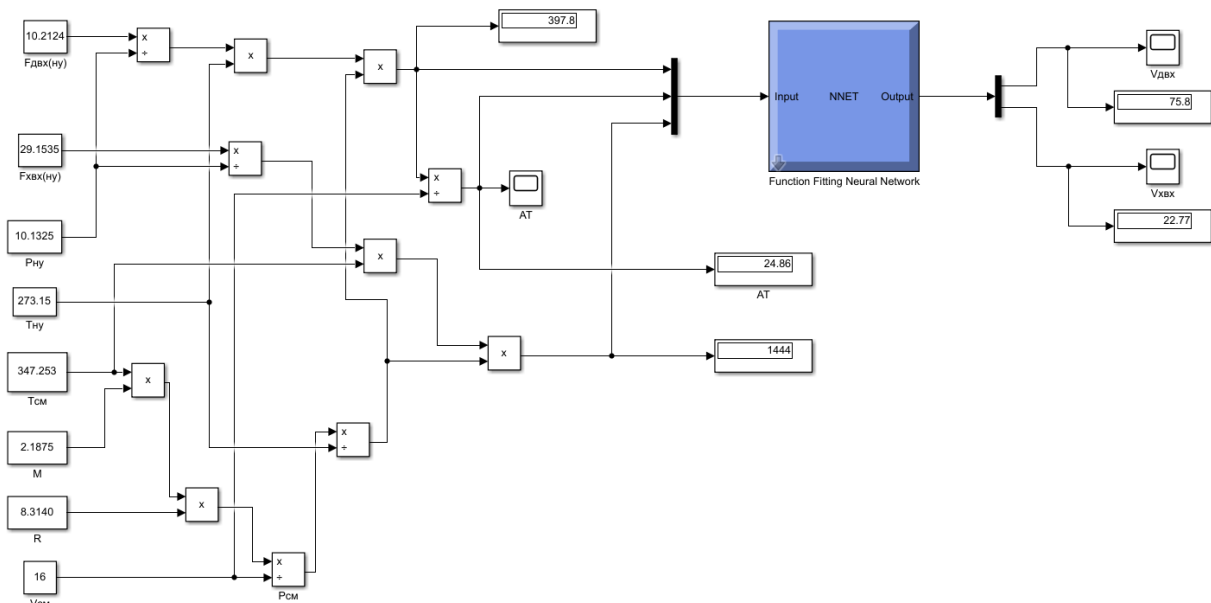 397.8
10.2124
x
÷
Fдвх(ну)
x
x
Input
NNET
Output
Vдвх
75.8
29.1535
x
÷
Fхвх(ну)
x
÷
AT
Function Fitting Neural Network
Vхвх
22.77
10.1325
Pну
x
24.86
AT
273.15
Tну
x
1444
347.253
Tсм
x
x
÷
2.1875
M
8.3140
R
x
x
÷
Pсм
16
Vсм